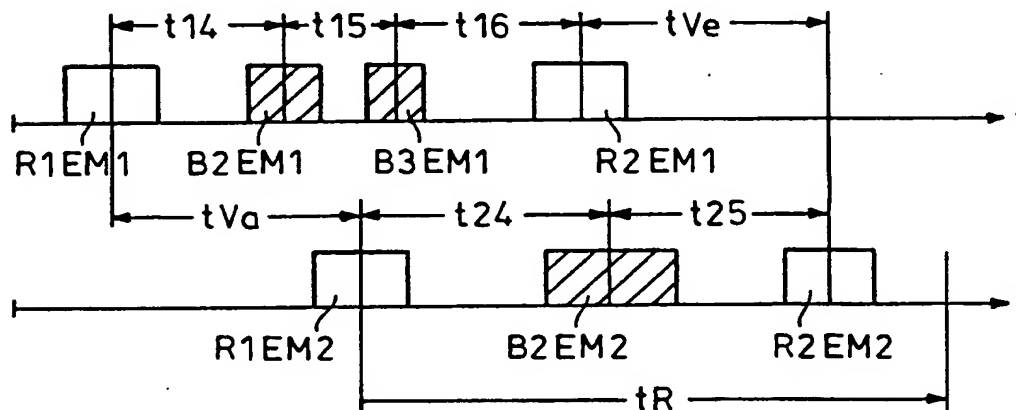 t14 t15 t16 tVe
R1EM1 B2EM1 B3EM1 R2EM1
tVa t24 t25
R1EM2 B2EM2 R2EM2
tR